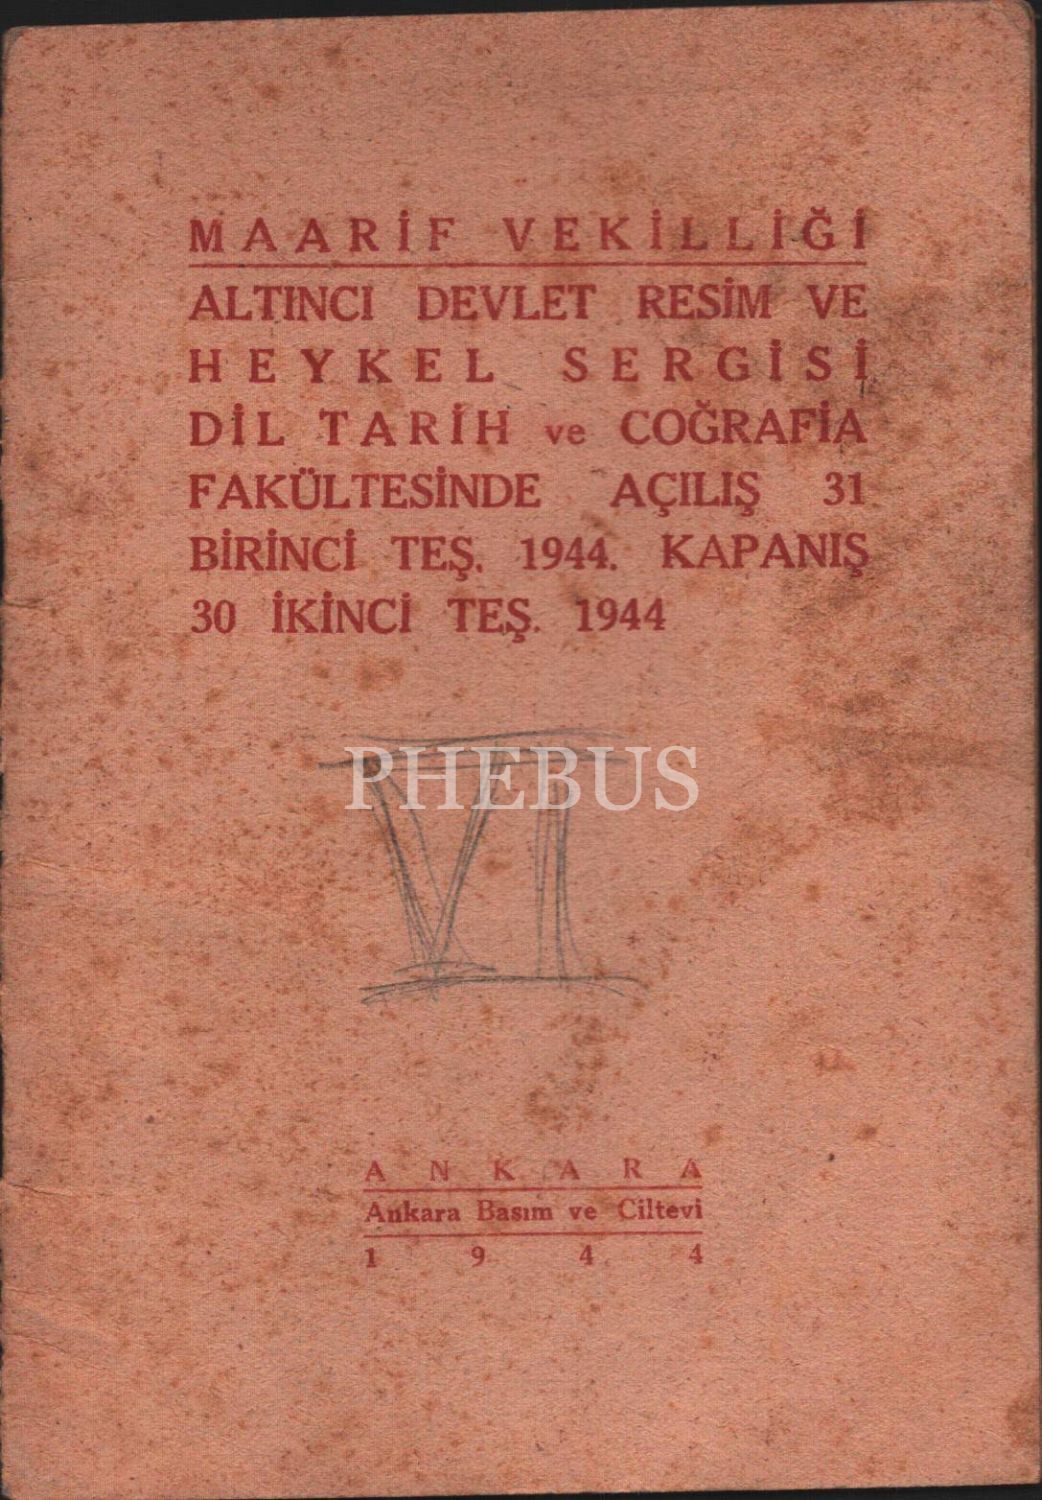 MAARİF VEKİLLİĞİ
ALTINCI DEVLET RESİM VE
HEYKEL SERGİSİ
DİL TARİH ve COĞRAFİA
FAKÜLTESİNDE AÇILIŞ 31
BİRİNCİ TEŞ. 1944. KAPANIŞ
30 İKİNCİ TEŞ. 1944
PHEBUS
VI
ANKARA
Ankara Basım ve Ciltevi
1944